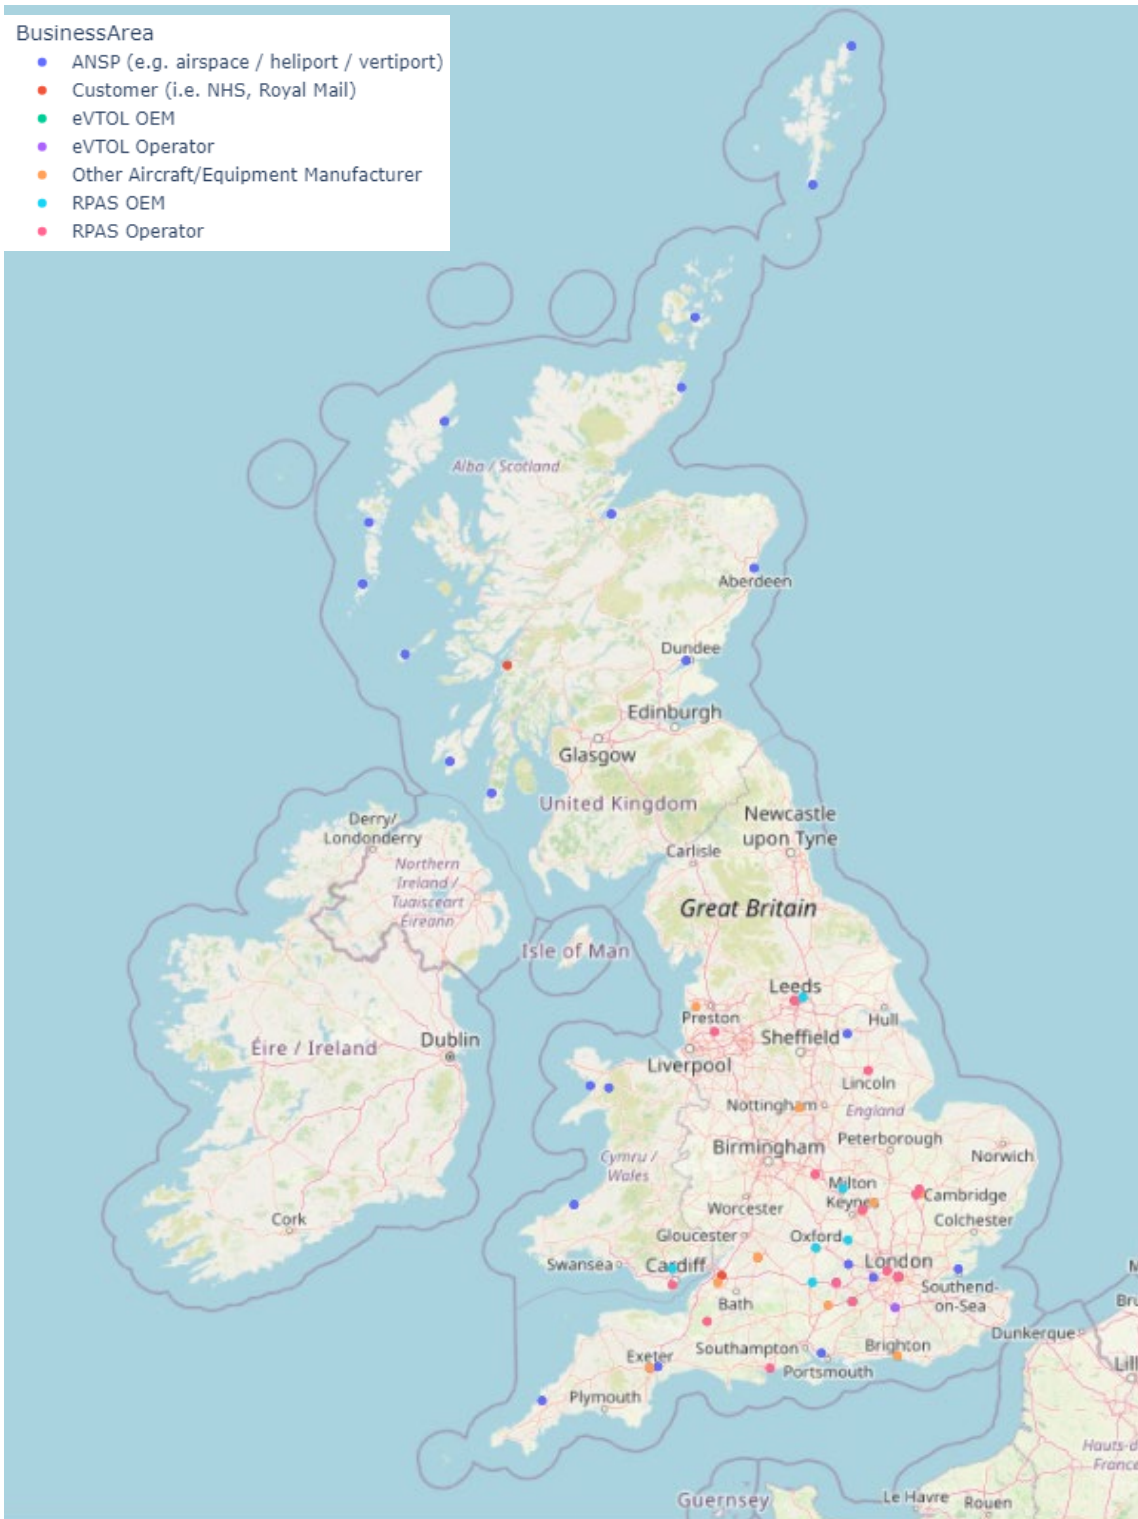 BusinessArea
ANSP (e.g. airspace / heliport / vertiport)
Customer (i.e. NHS, Royal Mail)
eVTOL OEM
eVTOL Operator
Other Aircraft/Equipment Manufacturer
RPAS OEM
RPAS Operator
Alba / Scotland
Aberdeen
Dundee
Edinburgh
Glasgow
United Kingdom
Newcastle
upon Tyne
Derry/
Londonderry
Carlisle
Northern
Ireland /
Tuaisceart
Éireann
Great Britain
Isle of Man
Leeds
Preston
Hull
Sheffield
Dublin
Éire / Ireland
Liverpool
Lincoln
Nottingham
England
Birmingham
Peterborough
Norwich
Cymru /
Wales
Milton
Keynes
Cambridge
Worcester
Colchester
Cork
Gloucester
Oxford
Swansea
Cardiff
London
Southend-
on-Sea
Bath
Bru
Dunkerque
Southampton
Brighton
Exeter
Portsmouth
Lill
Plymouth
Hauts-d
France
Guernsey
Le Havre
Rouen